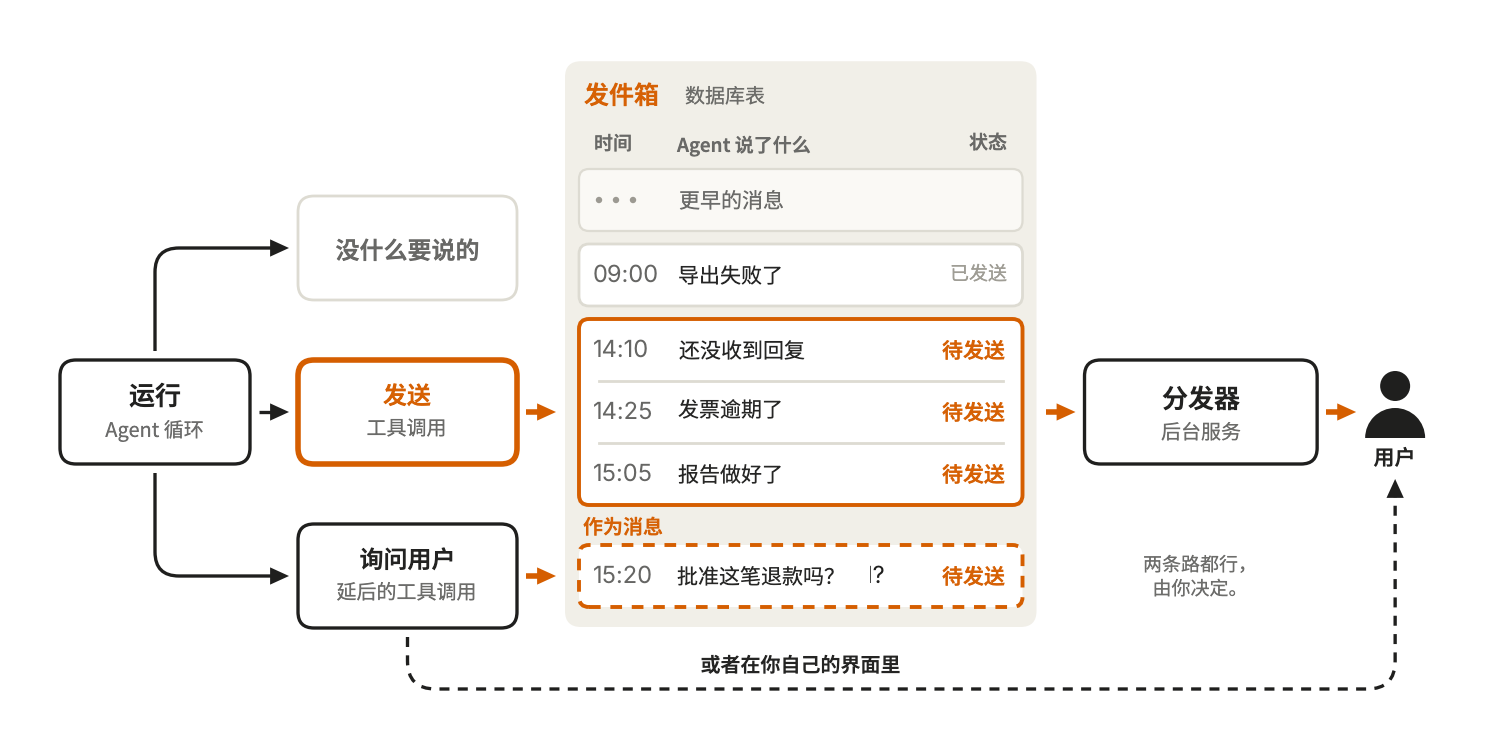 发件箱 数据库表
时间 Agent 说了什么 状态
更早的消息
没什么要说的
09:00 导出失败了 已发送
14:10 还没收到回复 待发送
运行
Agent 循环
发送
工具调用
14:25 发票逾期了 待发送
分发器
后台服务
用户
15:05 报告做好了 待发送
作为消息
询问用户
延后的工具调用
15:20 批准这笔退款吗? ? 待发送
两条路都行，
由你决定。
或者在你自己的界面里